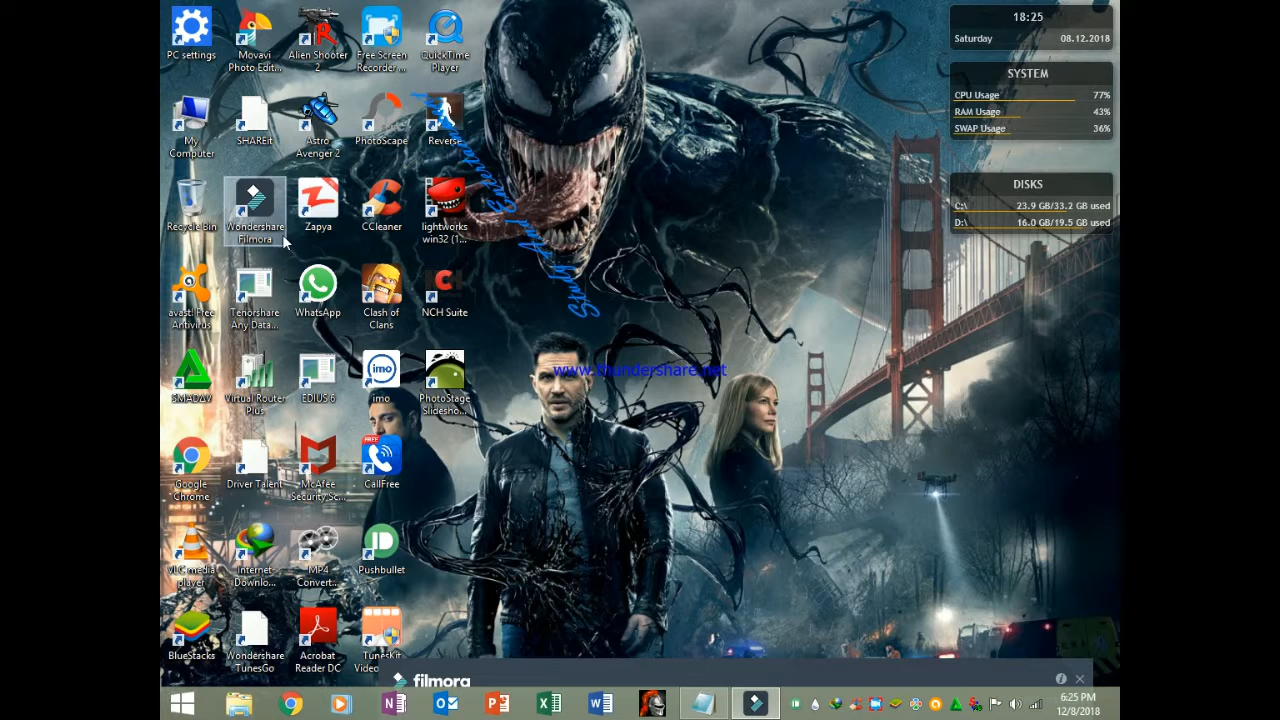 PC settings
Movavi
Photo Edit...
Alien Shooter
2
Free Screen
Recorder ...
QuickTime
Player
18:25
Saturday 08.12.2018
SYSTEM
CPU Usage 77%
RAM Usage 43%
SWAP Usage 36%
My
Computer
SHAREit
Astro
Avenger 2
PhotoScape
Reverse
DISKS
C:\ 23.9 GB/33.2 GB used
D:\ 16.0 GB/19.5 GB used
Recycle Bin
Wondershare
Filmora
Zapya
CCleaner
lightworks
win32 (1...
avast! Free
Antivirus
Tenorshare
Any Data...
WhatsApp
Clash of
Clans
NCH Suite
www.thundershare.net
SMADAV
Virtual Router
Plus
EDIUS 6
imo
imo
PhotoStage
Slidesho...
Google
Chrome
Driver Talent
McAfee
Security Sc...
FREE
CallFree
VLC media
player
Internet
Downlo...
MP4
Convert...
Pushbullet
BlueStacks
Wondershare
TunesGo
Acrobat
Reader DC
TunesKit
Video
filmora
6:25 PM
12/8/2018